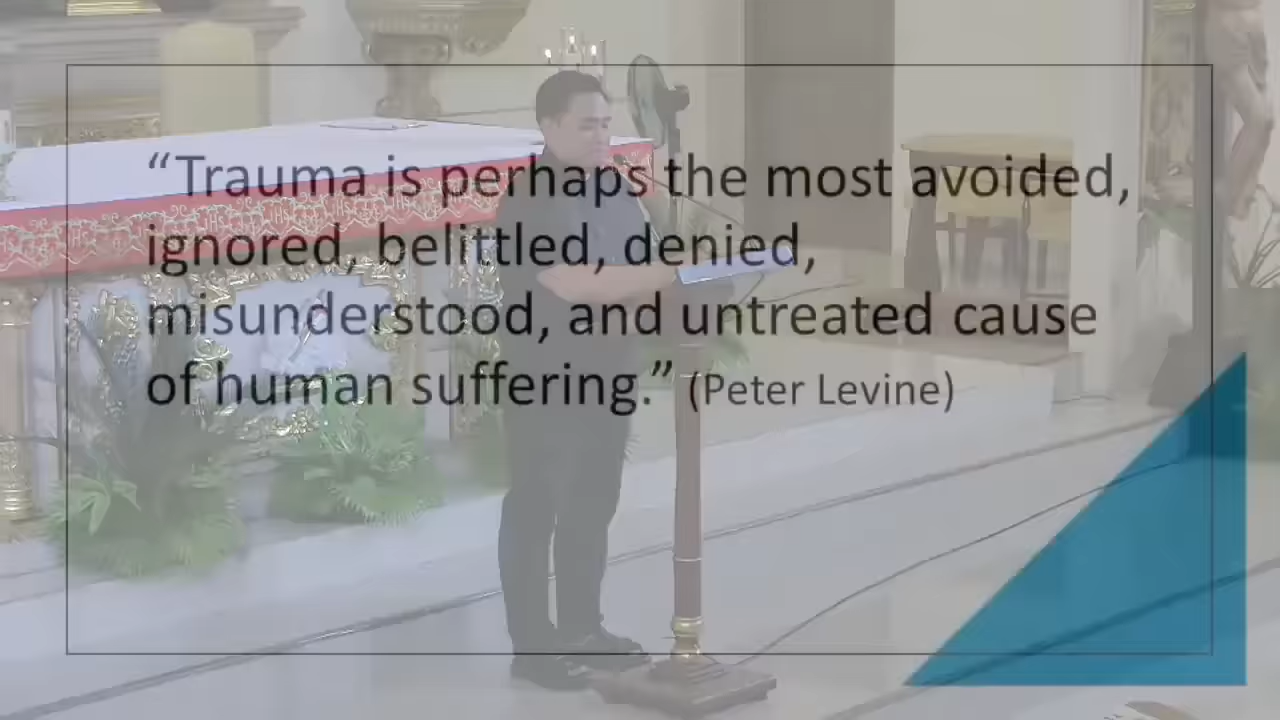 “Trauma is perhaps the most avoided,
ignored, belittled, denied,
misunderstood, and untreated cause
of human suffering.” (Peter Levine)